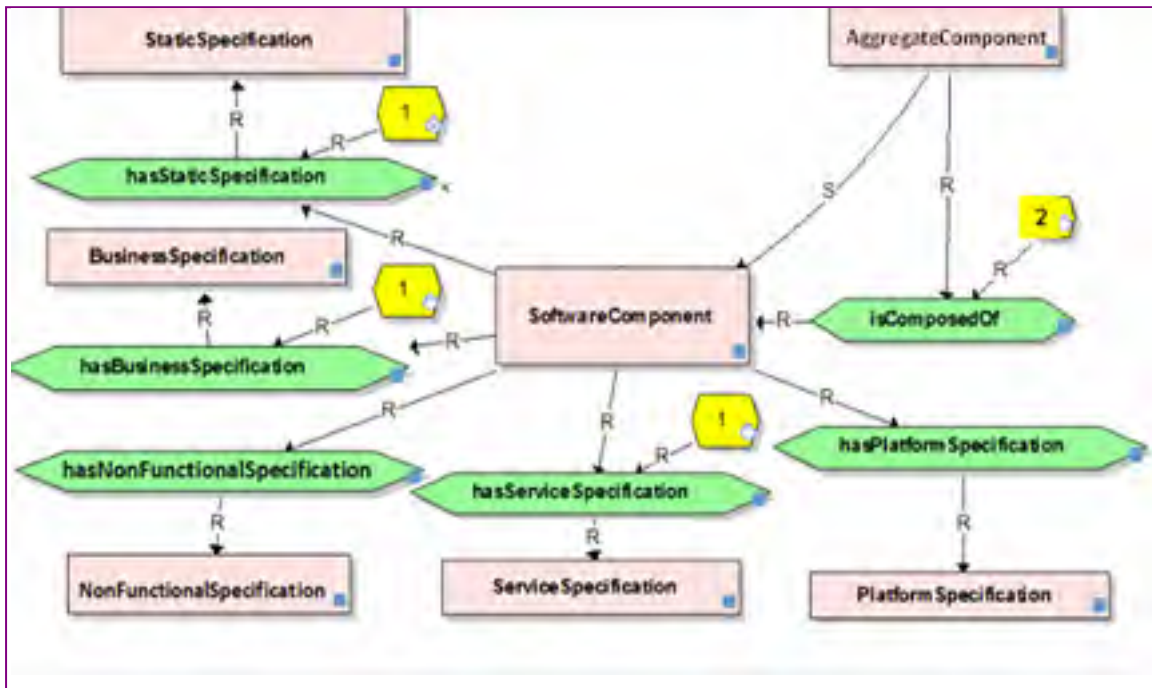 StaticSpecification
AggregateComponent
R
1
R
hasStaticSpecification
S
R
2
R
R
BusinessSpecification
1
R
R
SoftwareComponent
R
isComposedOf
hasBusinessSpecification
R
R
R
R
1
R
hasNonFunctionalSpecification
hasPlatformSpecification
hasServiceSpecification
R
R
R
NonFunctionalSpecification
ServiceSpecification
PlatformSpecification